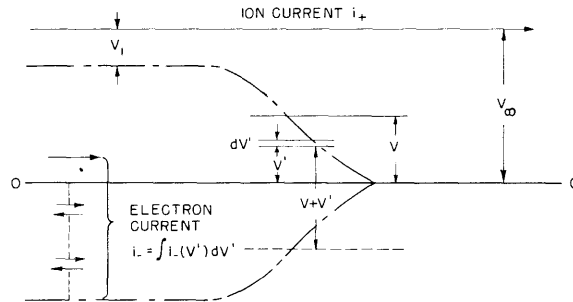 ION CURRENT i₊
V₁
V∞
dV'
V'
V
V+V'
O
O
ELECTRON
CURRENT
i₋ = ∫ i₋(V') dV'